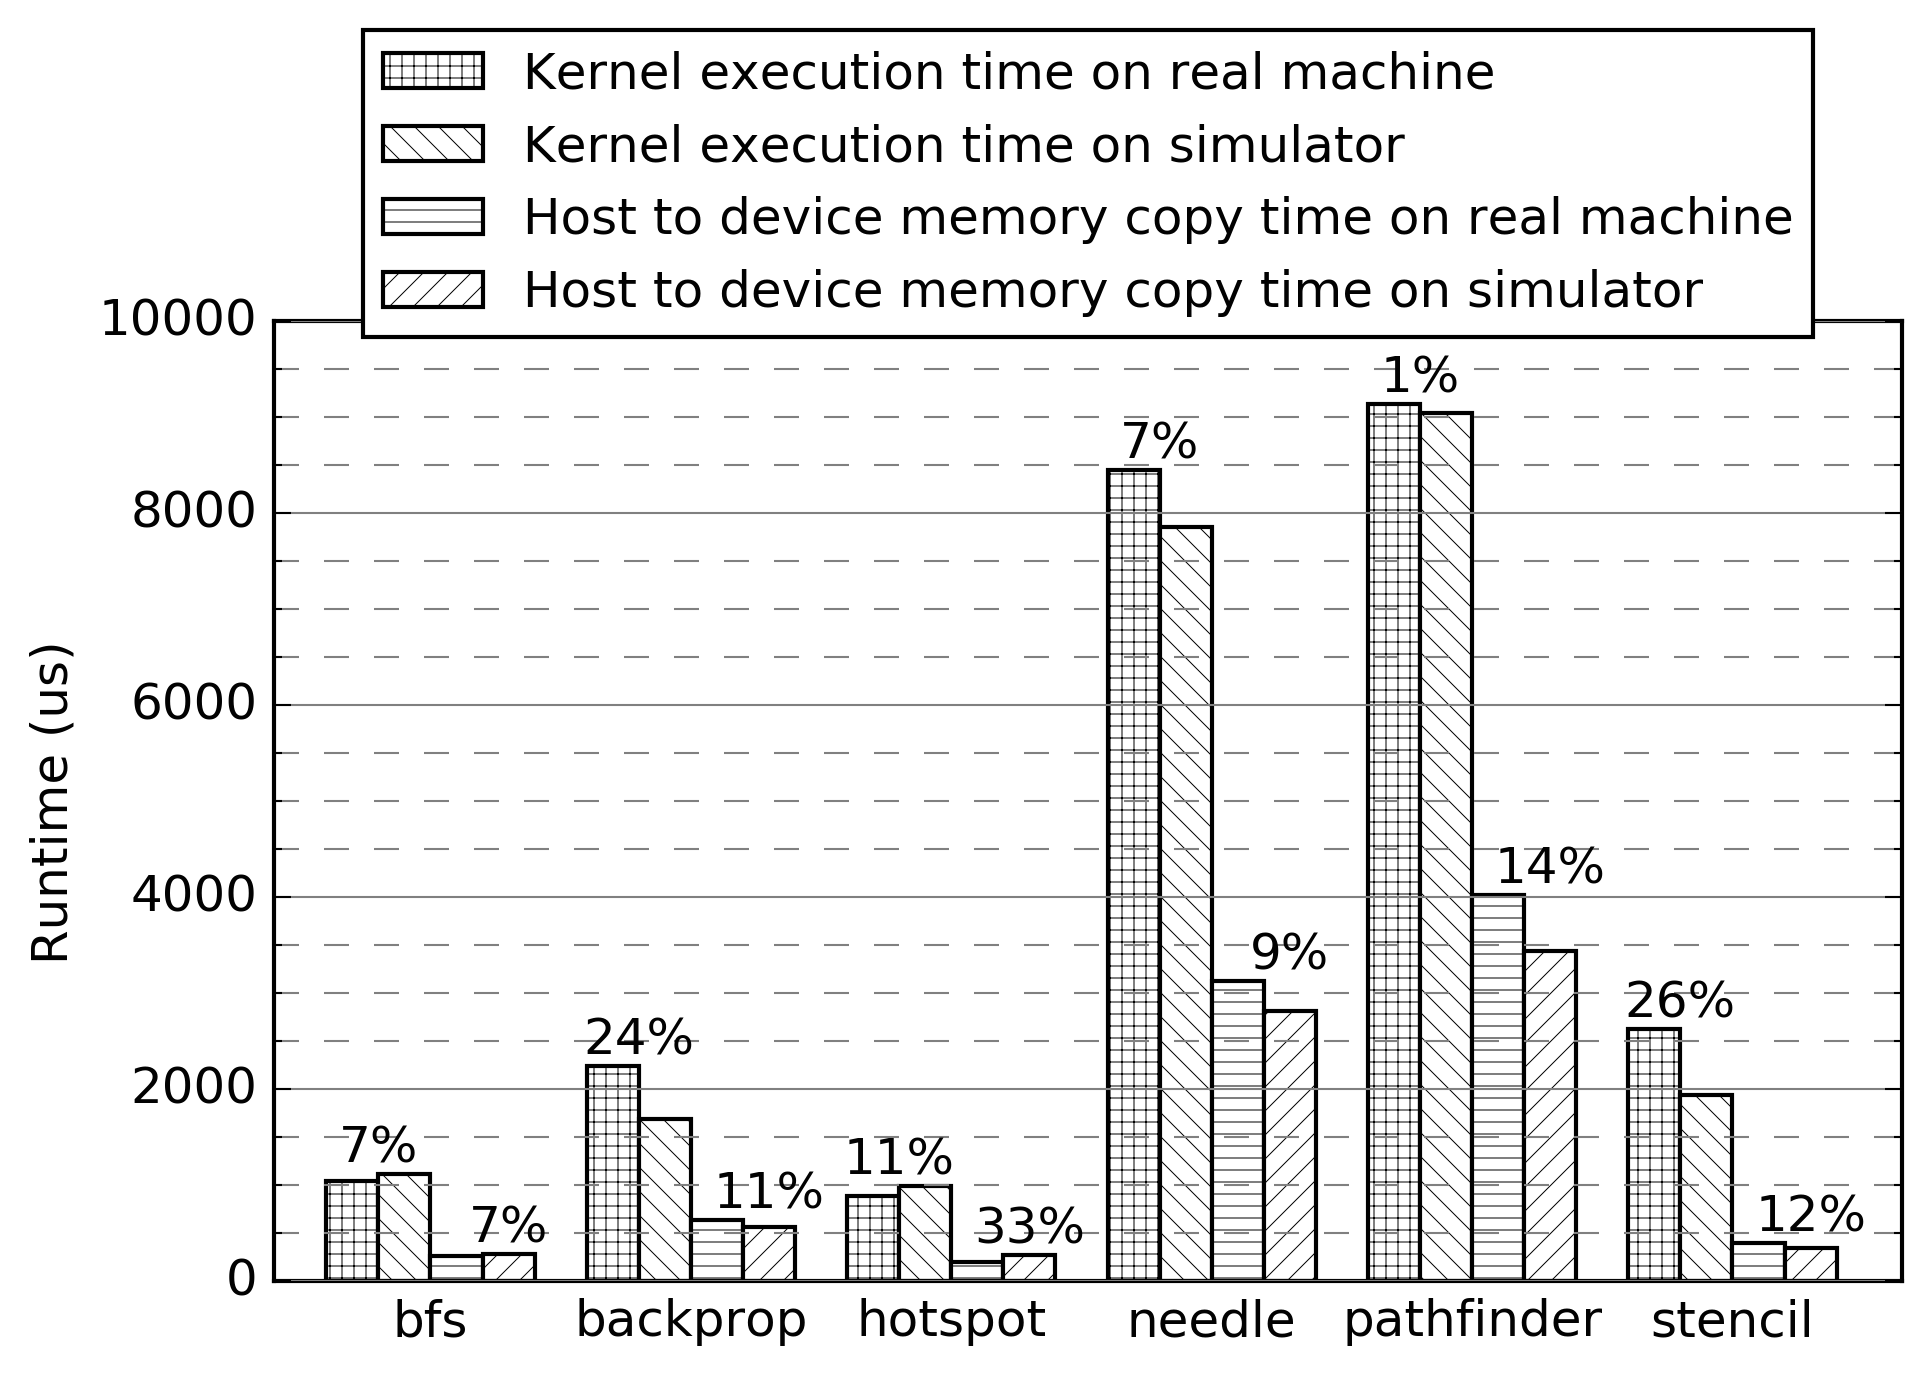 Kernel execution time on real machine
Kernel execution time on simulator
Host to device memory copy time on real machine
Host to device memory copy time on simulator
10000
8000
6000
4000
2000
0
Runtime (us)
7%
7%
24%
11%
11%
33%
7%
9%
1%
14%
26%
12%
bfs
backprop
hotspot
needle
pathfinder
stencil